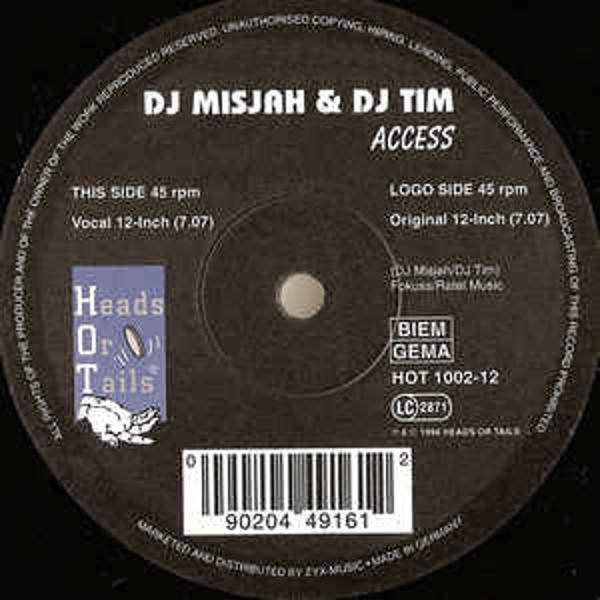 ALL RIGHTS OF THE PRODUCER AND OF THE OWNER OF THE WORK REPRODUCED RESERVED. UNAUTHORISED COPYING, HIRING, LENDING, PUBLIC PERFORMANCE AND BROADCASTING OF THIS RECORD PROHIBITED
DJ MISJAH & DJ TIM
ACCESS
THIS SIDE 45 rpm
Vocal 12-Inch (7.07)
LOGO SIDE 45 rpm
Original 12-Inch (7.07)
(DJ Misjah/DJ Tim)
Fokuss/Ratel Music
Heads
Or
Tails®
BIEM
GEMA
HOT 1002-12
LC 2871
℗ & © 1996 HEADS OR TAILS
0 90204 49161 2
MARKETED AND DISTRIBUTED BY ZYX-MUSIC • MADE IN GERMANY